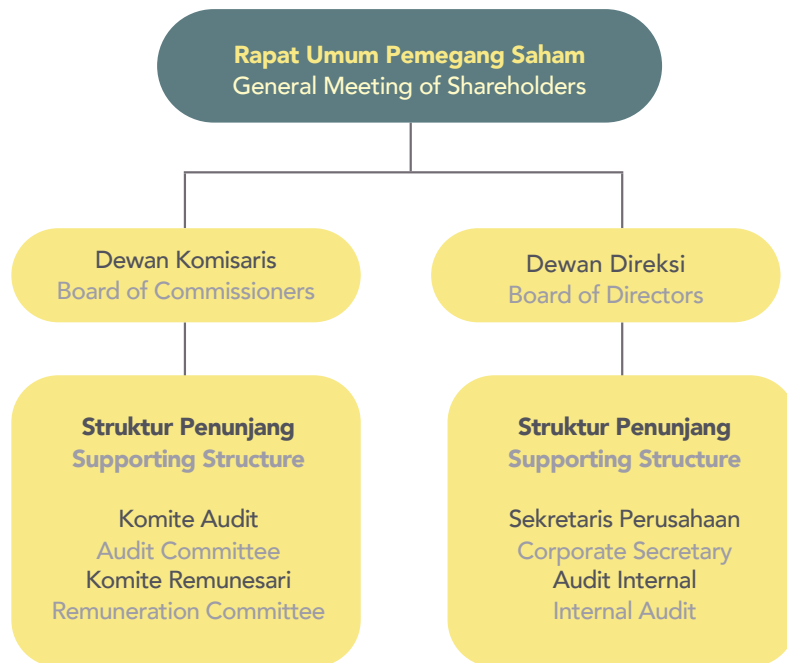 Rapat Umum Pemegang Saham
General Meeting of Shareholders
Dewan Komisaris
Board of Commissioners
Dewan Direksi
Board of Directors
Struktur Penunjang
Supporting Structure
Komite Audit
Audit Committee
Komite Remunesari
Remuneration Committee
Struktur Penunjang
Supporting Structure
Sekretaris Perusahaan
Corporate Secretary
Audit Internal
Internal Audit